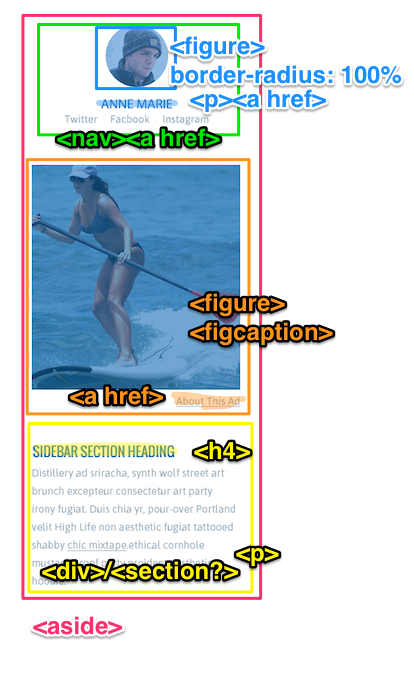 <figure>
border-radius: 100%
ANNE MARIE <p><a href>
Twitter Facbook Instagram
<nav><a href>
<figure>
<figcaption>
<a href> About This Ad
SIDEBAR SECTION HEADING <h4>
Distillery ad sriracha, synth wolf street art
brunch excepteur consectetur art party
irony fugiat. Duis chia yr, pour-over Portland
velit High Life non aesthetic fugiat tattooed
shabby chic mixtape.ethical cornhole
<p>
<div>/<section?>
<aside>